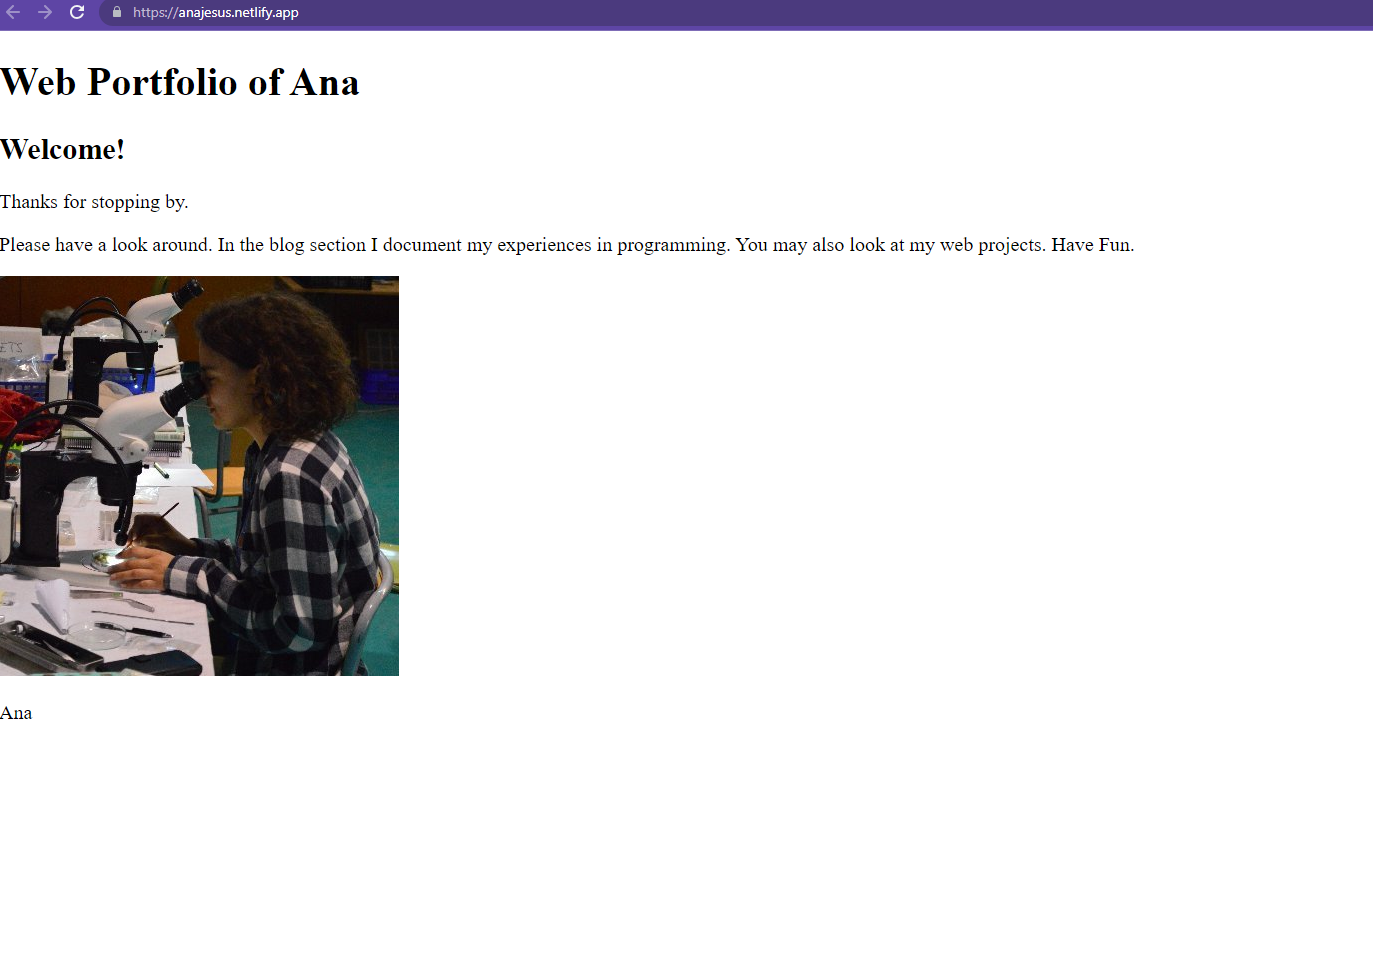 https://anajesus.netlify.app
Web Portfolio of Ana
Welcome!
Thanks for stopping by.
Please have a look around. In the blog section I document my experiences in programming. You may also look at my web projects. Have Fun.
ETS
Ana